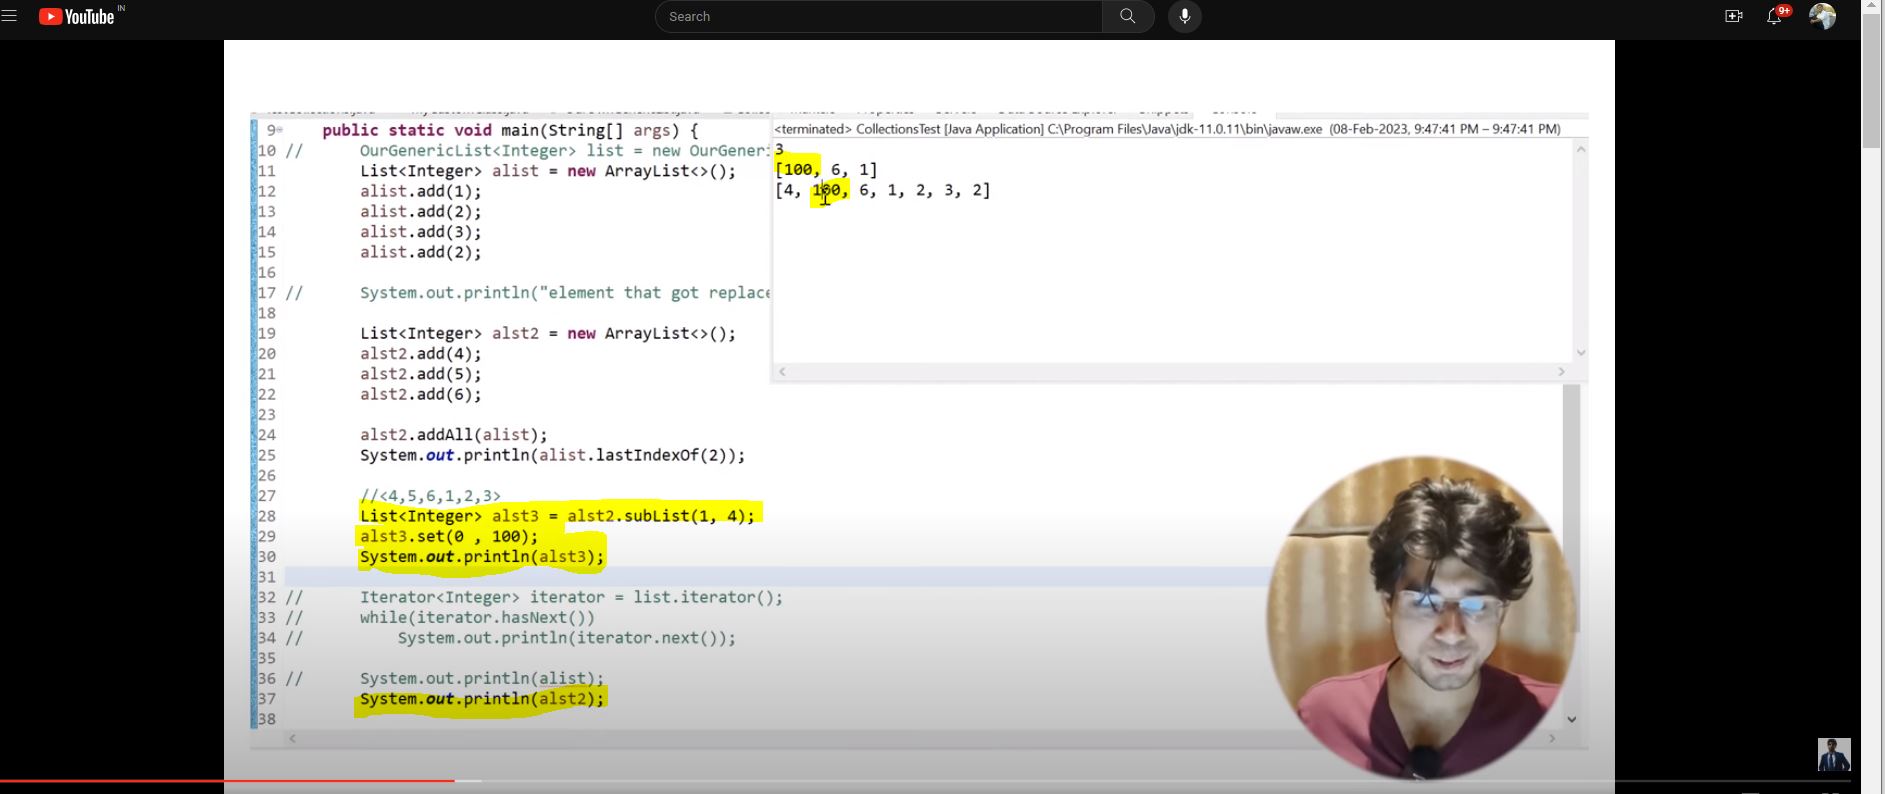 YouTube IN
Search
9+
<terminated> CollectionsTest [Java Application] C:\Program Files\Java\jdk-11.0.11\bin\javaw.exe (08-Feb-2023, 9:47:41 PM – 9:47:41 PM)
3
[100, 6, 1]
[4, 100, 6, 1, 2, 3, 2]
9 public static void main(String[] args) {
10 // OurGenericList<Integer> list = new OurGeneri
11 List<Integer> alist = new ArrayList<>();
12 alist.add(1);
13 alist.add(2);
14 alist.add(3);
15 alist.add(2);
16
17 // System.out.println("element that got replace
18
19 List<Integer> alst2 = new ArrayList<>();
20 alst2.add(4);
21 alst2.add(5);
22 alst2.add(6);
23
24 alst2.addAll(alist);
25 System.out.println(alist.lastIndexOf(2));
26
27 //<4,5,6,1,2,3>
28 List<Integer> alst3 = alst2.subList(1, 4);
29 alst3.set(0 , 100);
30 System.out.println(alst3);
31
32 // Iterator<Integer> iterator = list.iterator();
33 // while(iterator.hasNext())
34 // System.out.println(iterator.next());
35
36 // System.out.println(alist);
37 System.out.println(alst2);
38